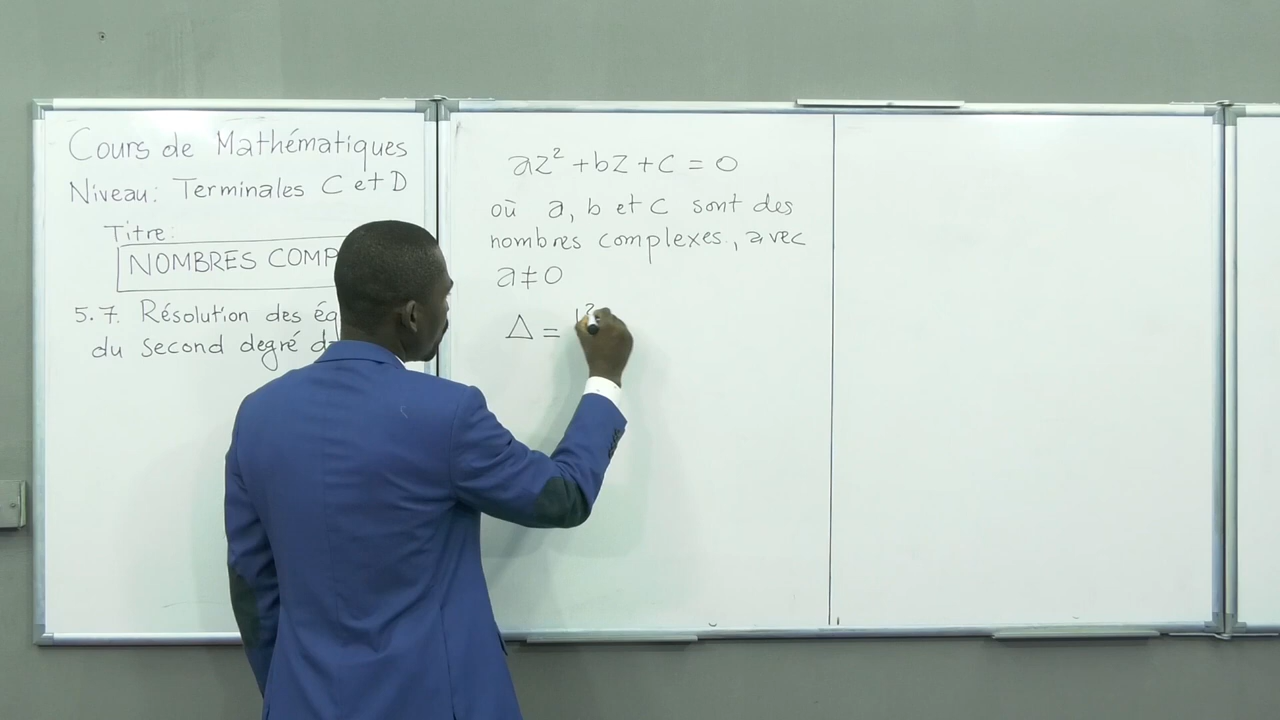 Cours de Mathématiques
Niveau: Terminales C et D
Titre:
NOMBRES COMP
5.7. Résolution des éq
du second degré d
az² + bz + c = 0
où a, b et c sont des
nombres complexes, avec
a ≠ 0
Δ = b²